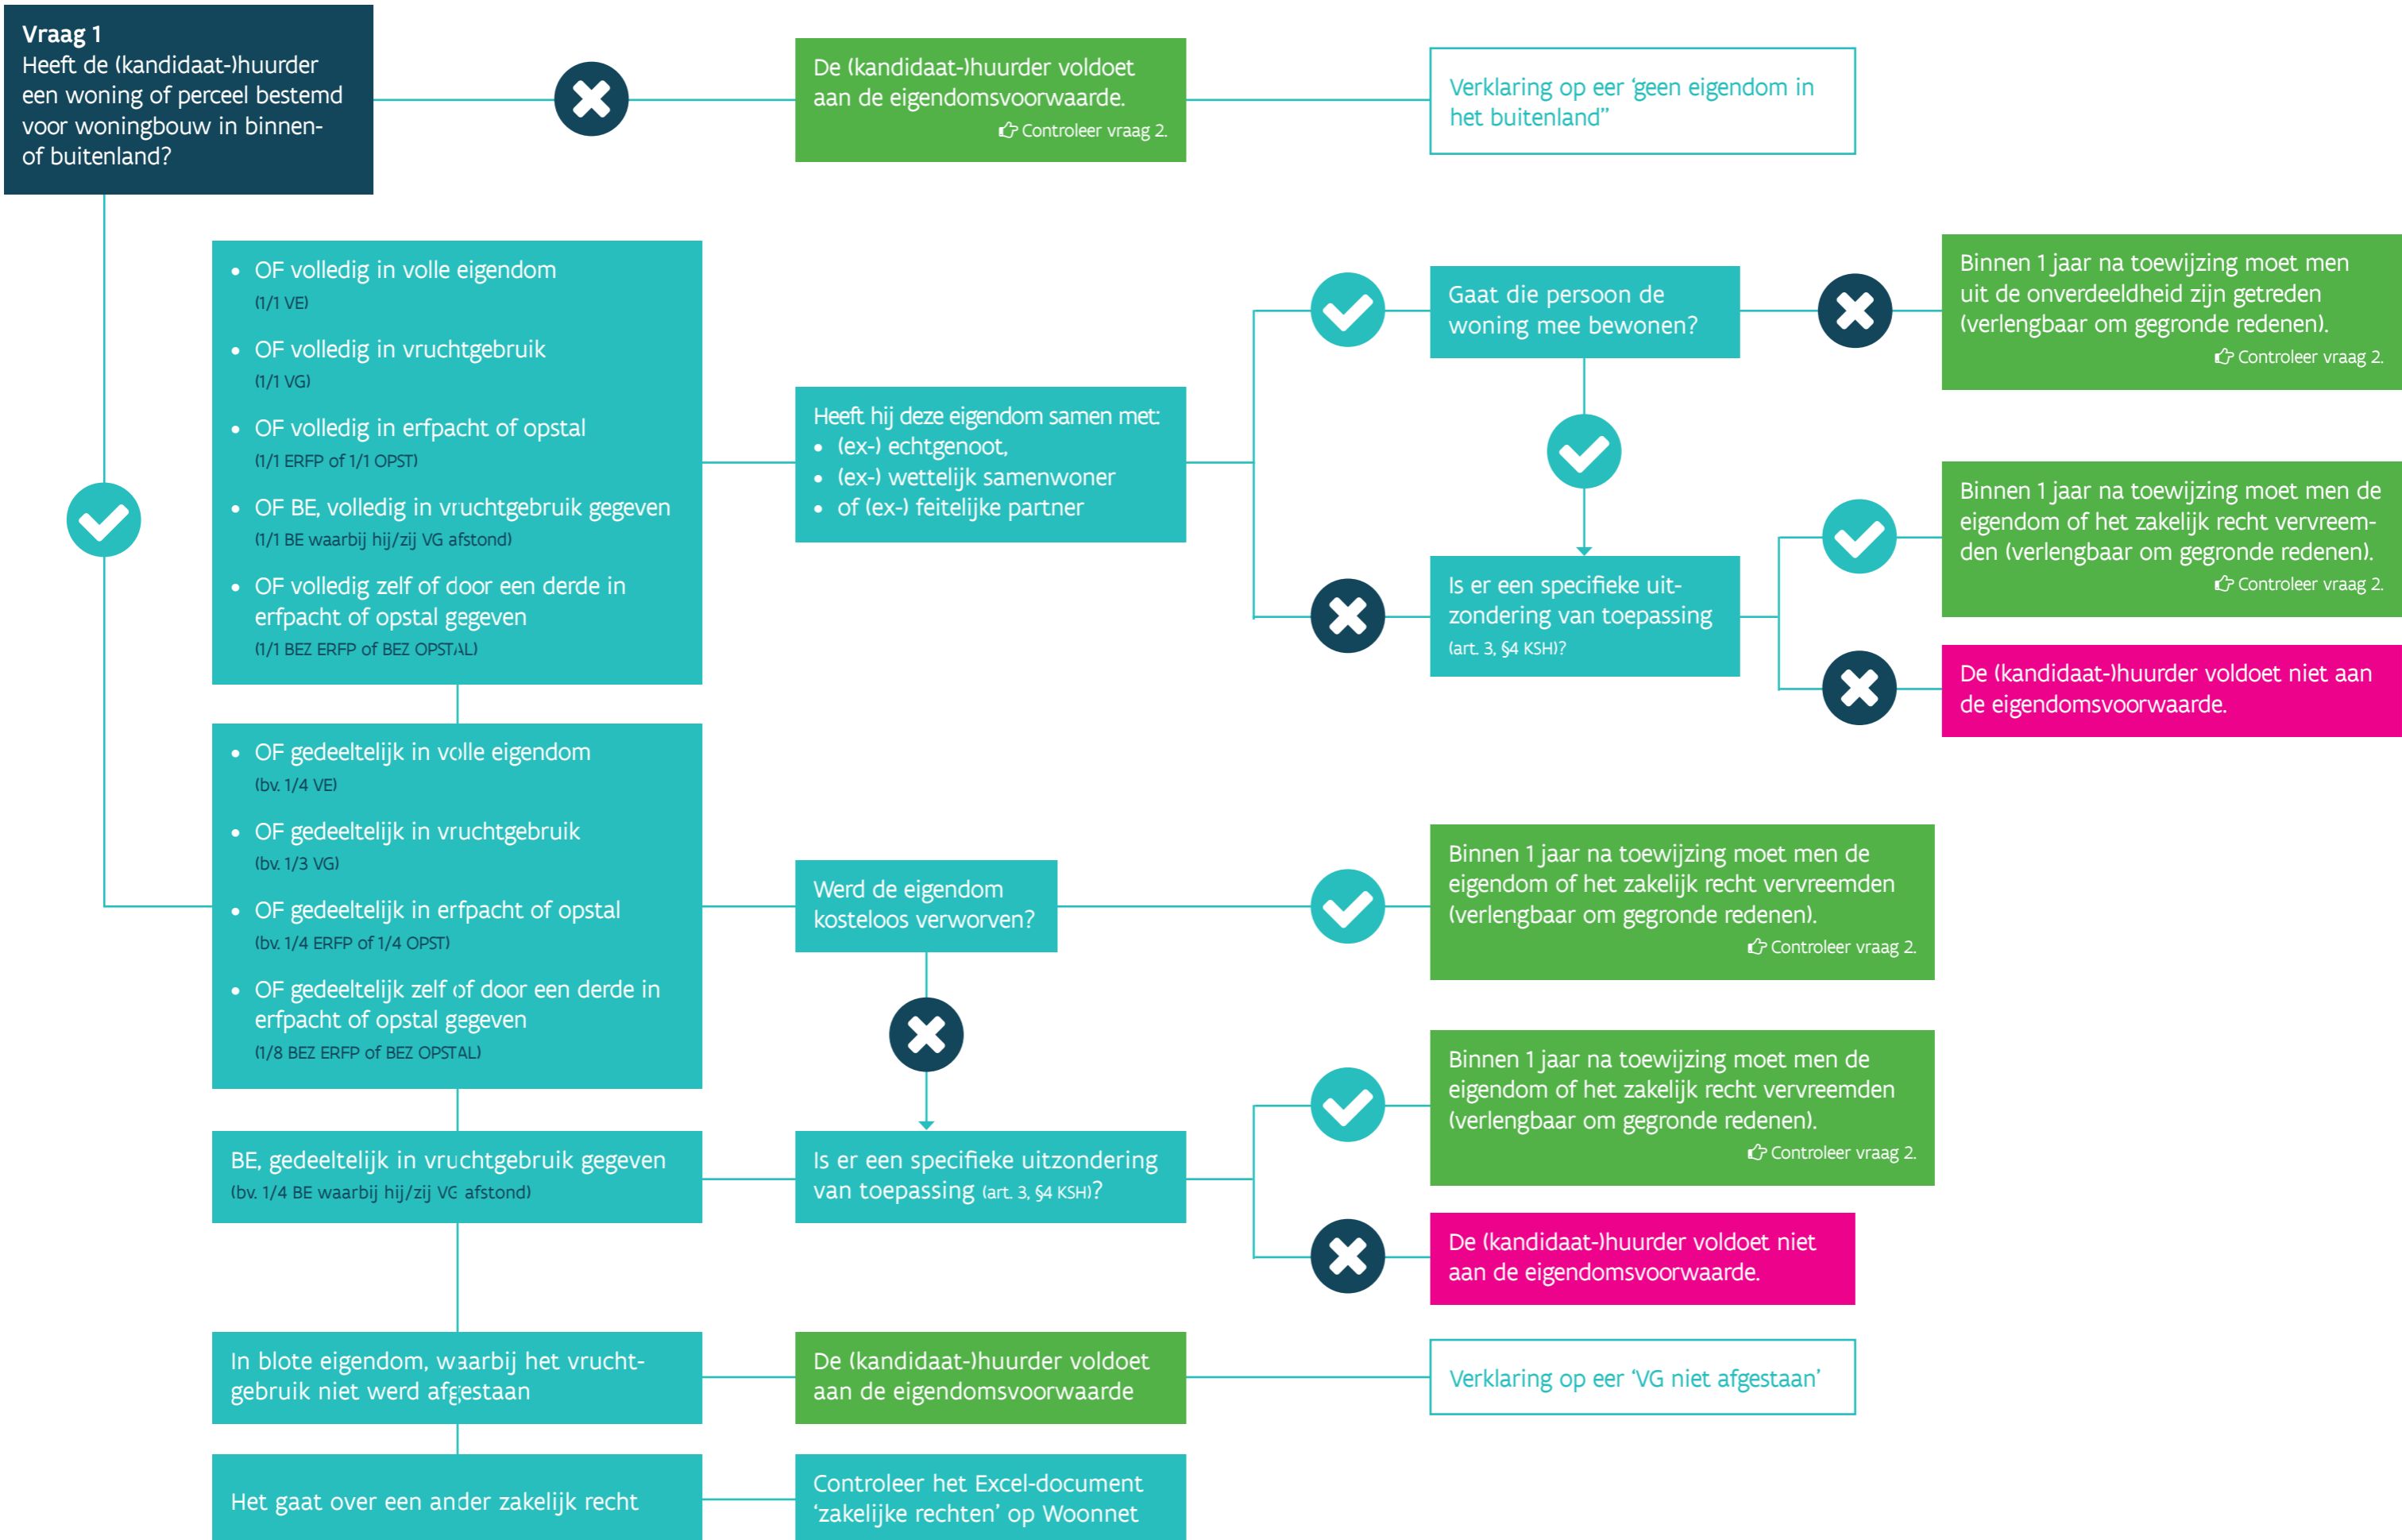 Vraag 1
Heeft de (kandidaat-)huurder
een woning of perceel bestemd
voor woningbouw in binnen-
of buitenland?
De (kandidaat-)huurder voldoet
aan de eigendomsvoorwaarde.
Controleer vraag 2.
Verklaring op eer ‘geen eigendom in
het buitenland’’
• OF volledig in volle eigendom
(1/1 VE)
• OF volledig in vruchtgebruik
(1/1 VG)
• OF volledig in erfpacht of opstal
(1/1 ERFP of 1/1 OPST)
• OF BE, volledig in vruchtgebruik gegeven
(1/1 BE waarbij hij/zij VG afstond)
• OF volledig zelf of door een derde in
erfpacht of opstal gegeven
(1/1 BEZ ERFP of BEZ OPSTAL)
Heeft hij deze eigendom samen met:
• (ex-) echtgenoot,
• (ex-) wettelijk samenwoner
• of (ex-) feitelijke partner
Gaat die persoon de
woning mee bewonen?
Binnen 1 jaar na toewijzing moet men
uit de onverdeeldheid zijn getreden
(verlengbaar om gegronde redenen).
Controleer vraag 2.
Is er een specifieke uit-
zondering van toepassing
(art. 3, §4 KSH)?
Binnen 1 jaar na toewijzing moet men de
eigendom of het zakelijk recht vervreem-
den (verlengbaar om gegronde redenen).
Controleer vraag 2.
De (kandidaat-)huurder voldoet niet aan
de eigendomsvoorwaarde.
• OF gedeeltelijk in volle eigendom
(bv. 1/4 VE)
• OF gedeeltelijk in vruchtgebruik
(bv. 1/3 VG)
• OF gedeeltelijk in erfpacht of opstal
(bv. 1/4 ERFP of 1/4 OPST)
• OF gedeeltelijk zelf of door een derde in
erfpacht of opstal gegeven
(1/8 BEZ ERFP of BEZ OPSTAL)
Werd de eigendom
kosteloos verworven?
Binnen 1 jaar na toewijzing moet men de
eigendom of het zakelijk recht vervreemden
(verlengbaar om gegronde redenen).
Controleer vraag 2.
BE, gedeeltelijk in vruchtgebruik gegeven
(bv. 1/4 BE waarbij hij/zij VG afstond)
Is er een specifieke uitzondering
van toepassing (art. 3, §4 KSH)?
Binnen 1 jaar na toewijzing moet men de
eigendom of het zakelijk recht vervreemden
(verlengbaar om gegronde redenen).
Controleer vraag 2.
De (kandidaat-)huurder voldoet niet
aan de eigendomsvoorwaarde.
In blote eigendom, waarbij het vrucht-
gebruik niet werd afgestaan
De (kandidaat-)huurder voldoet
aan de eigendomsvoorwaarde
Verklaring op eer ‘VG niet afgestaan’
Het gaat over een ander zakelijk recht
Controleer het Excel-document
‘zakelijke rechten’ op Woonnet